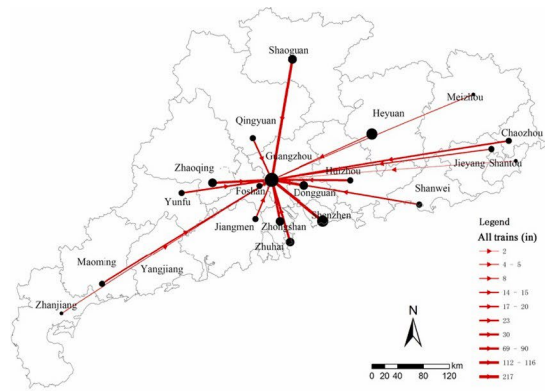 Shaoguan
Meizhou
Heyuan
Qingyuan
Chaozhou
Guangzhou
Zhaoqing
Huizhou
Jieyang
Shantou
Foshan
Dongguan
Shanwei
Yunfu
Shenzhen
Jiangmen
Zhongshan
Zhuhai
Maoming
Yangjiang
Zhanjiang
N
km
0 20 40 80 120
Legend
All trains (in)
2
4 - 5
8
14 - 15
17 - 20
23
30
69 - 90
112 - 116
217